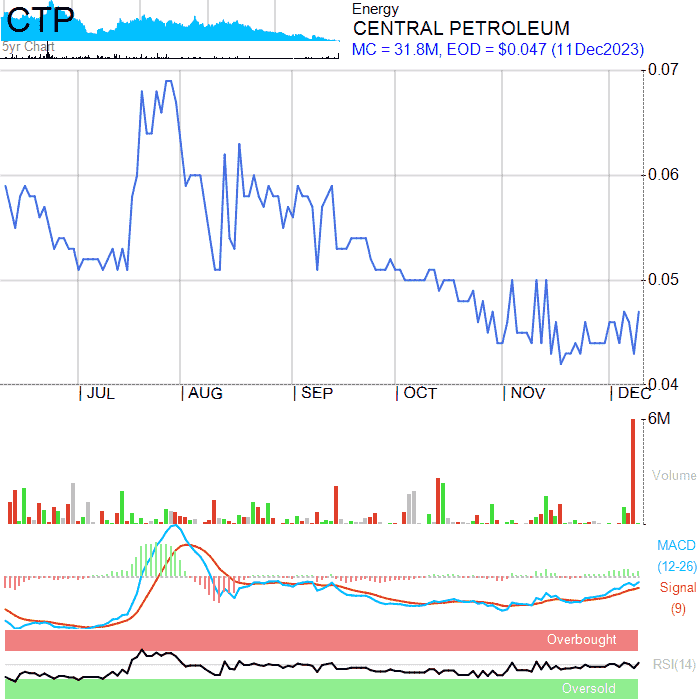 CTP
5yr Chart
Energy
CENTRAL PETROLEUM
MC = 31.8M, EOD = $0.047 (11Dec2023)
0.07
0.06
0.05
0.04
JUL AUG SEP OCT NOV DEC
6M
Volume
MACD
(12-26)
Signal
(9)
Overbought
RSI(14)
Oversold